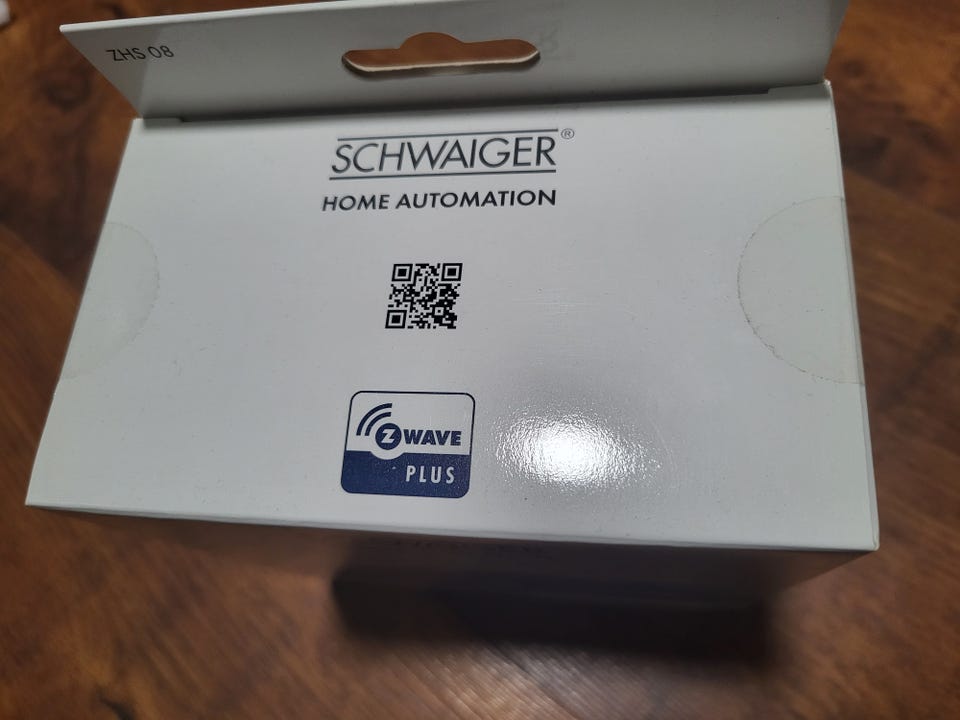 ZHS 08
SCHWAIGER®
HOME AUTOMATION
Z WAVE
PLUS